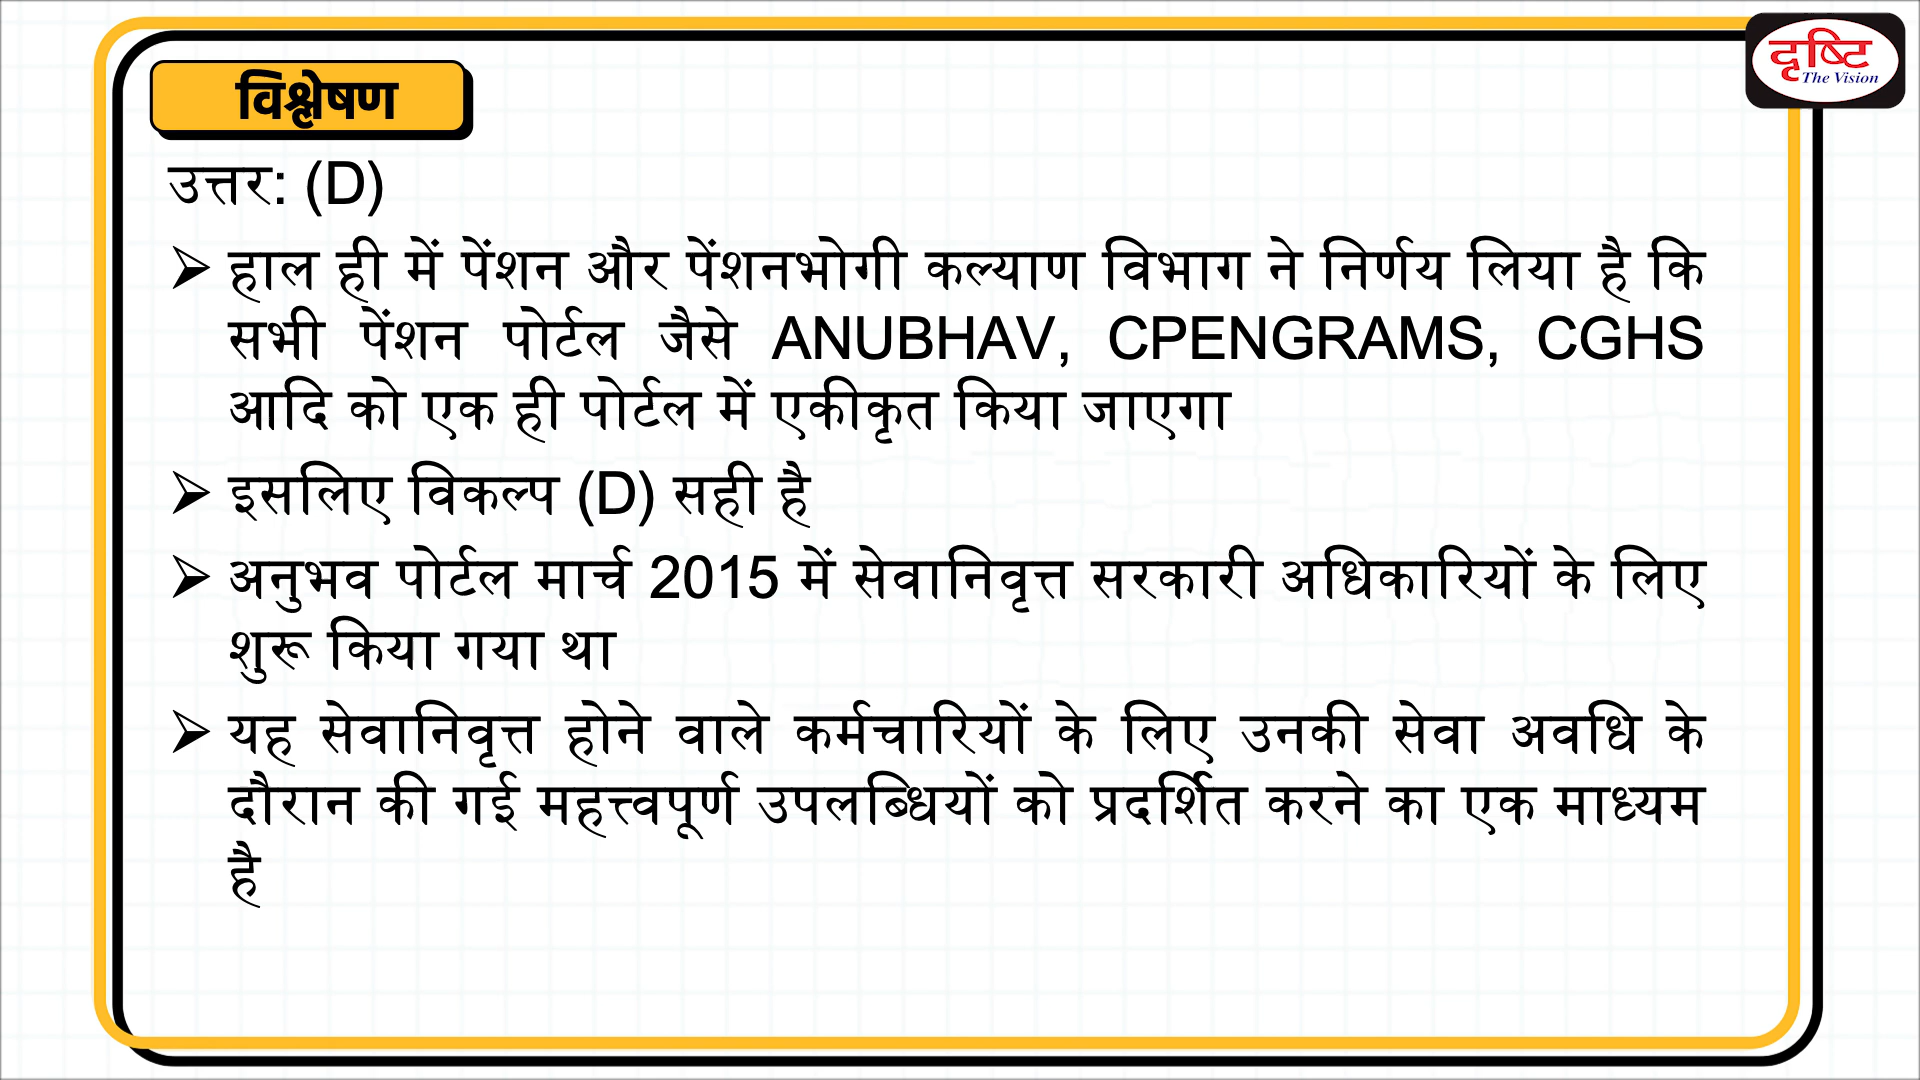 दृष्टि
The Vision
विश्लेषण
उत्तर: (D)
➢ हाल ही में पेंशन और पेंशनभोगी कल्याण विभाग ने निर्णय लिया है कि
सभी पेंशन पोर्टल जैसे ANUBHAV, CPENGRAMS, CGHS
आदि को एक ही पोर्टल में एकीकृत किया जाएगा
➢ इसलिए विकल्प (D) सही है
➢ अनुभव पोर्टल मार्च 2015 में सेवानिवृत्त सरकारी अधिकारियों के लिए
शुरू किया गया था
➢ यह सेवानिवृत्त होने वाले कर्मचारियों के लिए उनकी सेवा अवधि के
दौरान की गई महत्त्वपूर्ण उपलब्धियों को प्रदर्शित करने का एक माध्यम
है